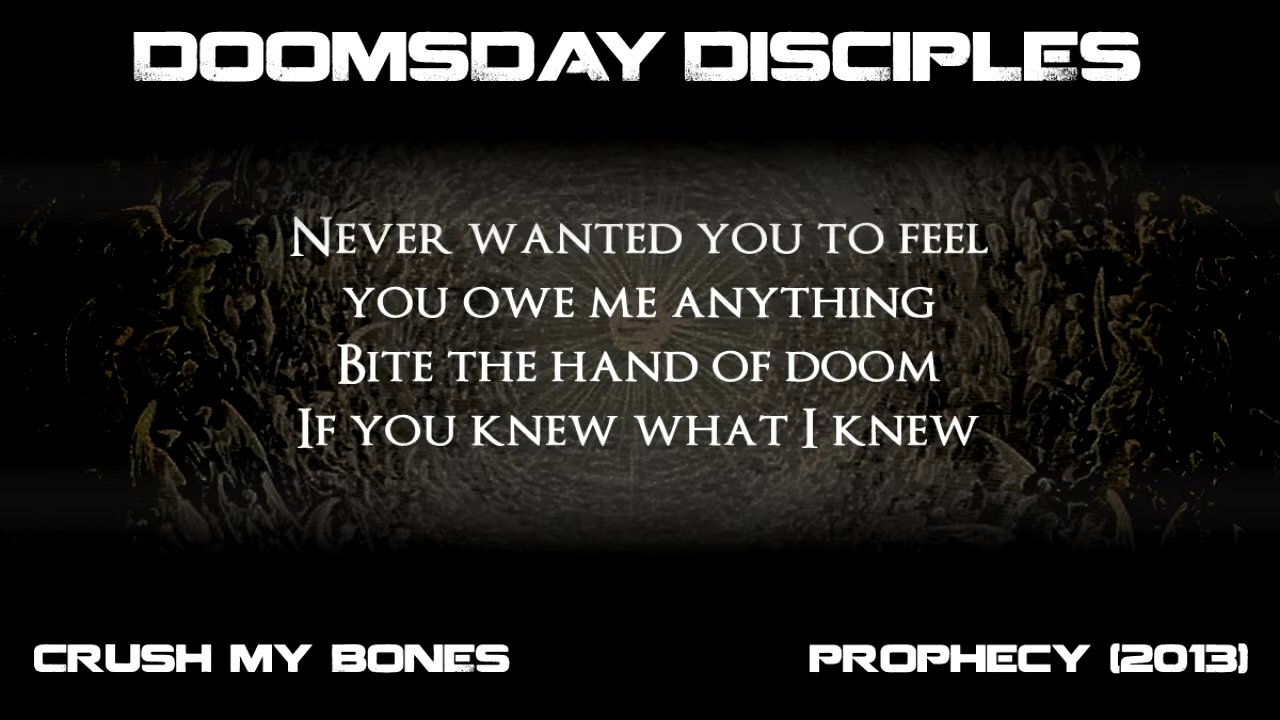 DOOMSDAY DISCIPLES
Never wanted you to feel
you owe me anything
Bite the hand of doom
If you knew what I knew
CRUSH MY BONES
PROPHECY (2013)